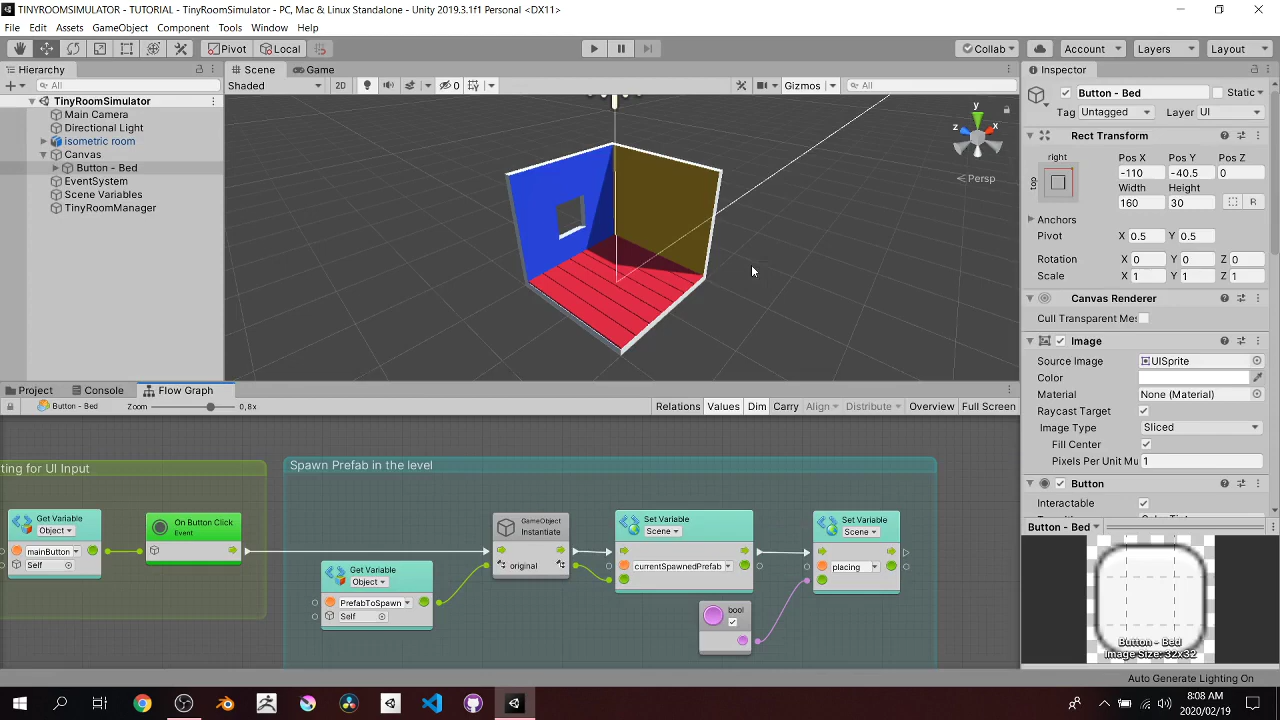 TINYROOMSIMULATOR - TUTORIAL - TinyRoomSimulator - PC, Mac & Linux Standalone - Unity 2019.3.1f1 Personal <DX11>
File Edit Assets GameObject Component Tools Window Help
Pivot Local Collab Account Layers Layout
Hierarchy
All
TinyRoomSimulator
Main Camera
Directional Light
isometric room
Canvas
Button - Bed
EventSystem
Scene Variables
TinyRoomManager
Scene Game
Shaded 2D 0 Gizmos All
y
z x
Persp
Inspector
Button - Bed Static
Tag Untagged Layer UI
Rect Transform
right
top
Pos X Pos Y Pos Z
-110 -40.5 0
Width Height
160 30 R
Anchors
Pivot X 0.5 Y 0.5
Rotation X 0 Y 0 Z 0
Scale X 1 Y 1 Z 1
Canvas Renderer
Cull Transparent Me
Image
Source Image UISprite
Color
Material None (Material)
Raycast Target
Image Type Sliced
Fill Center
Pixels Per Unit Mu 1
Button
Interactable
Button - Bed
Button - Bed
Image Size: 32x32
Auto Generate Lighting On
Project Console Flow Graph
Button - Bed Zoom 0,8x Relations Values Dim Carry Align Distribute Overview Full Screen
ting for UI Input
Get Variable
Object
mainButton
Self
On Button Click
Event
Spawn Prefab in the level
Get Variable
Object
PrefabToSpawn
Self
GameObject
Instantiate
original
Set Variable
Scene
currentSpawnedPrefab
bool
Set Variable
Scene
placing
8:08 AM
2020/02/19